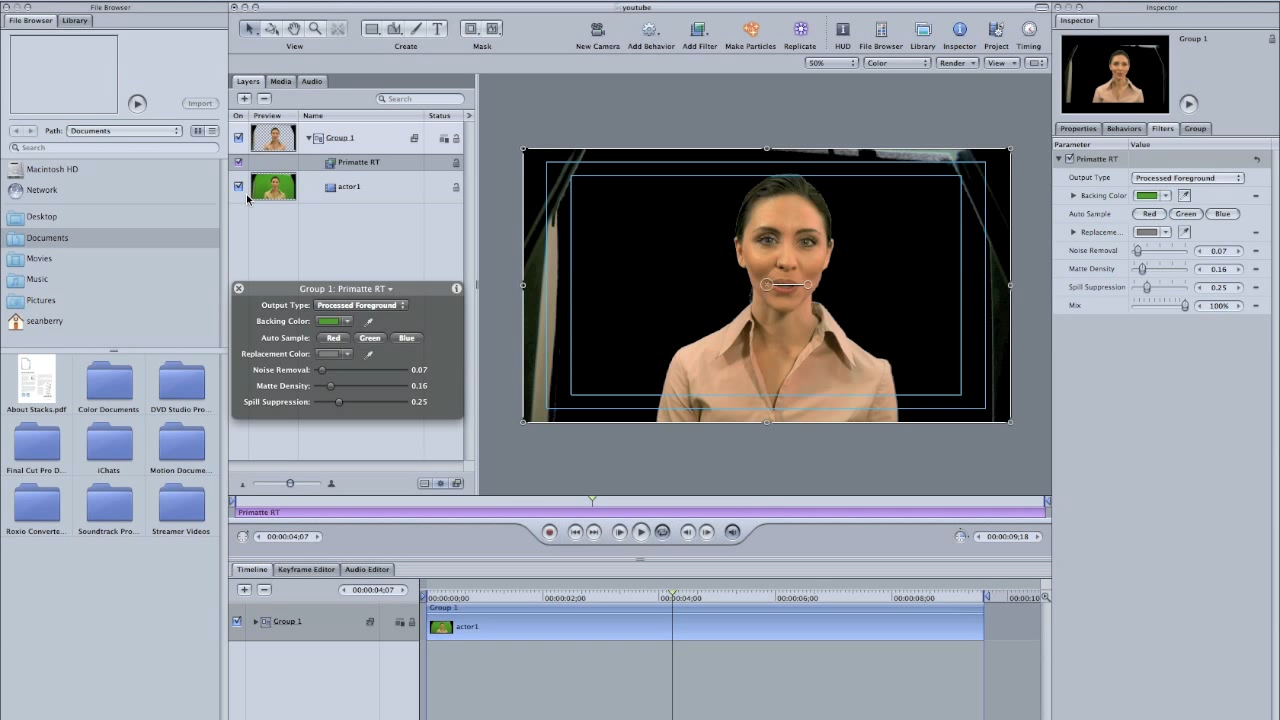 File Browser
youtube
Inspector
File Browser Library
Import
Path: Documents
Search
Macintosh HD
Network
Desktop
Documents
Movies
Music
Pictures
seanberry
About Stacks.pdf Color Documents DVD Studio Pro...
Final Cut Pro D... iChats Motion Docume...
Roxio Converte... Soundtrack Pro... Streamer Videos
T
View Create Mask
New Camera Add Behavior Add Filter Make Particles Replicate HUD File Browser Library Inspector Project Timing
50% Color Render View
Layers Media Audio
Search
On Preview Name Status
Group 1
Primatte RT
actor1
Group 1: Primatte RT
Output Type: Processed Foreground
Backing Color:
Auto Sample: Red Green Blue
Replacement Color:
Noise Removal: 0.07
Matte Density: 0.16
Spill Suppression: 0.25
Primatte RT
00:00:04;07 00:00:09;18
Timeline Keyframe Editor Audio Editor
00:00:04;07
00:00:00;00 00:00:02;00 00:00:04;00 00:00:06;00 00:00:08;00 00:00:10
Group 1
Group 1
actor1
Inspector
Group 1
Properties Behaviors Filters Group
Parameter Value
Primatte RT
Output Type: Processed Foreground
Backing Color
Auto Sample Red Green Blue
Replaceme...
Noise Removal 0.07
Matte Density 0.16
Spill Suppression 0.25
Mix 100%